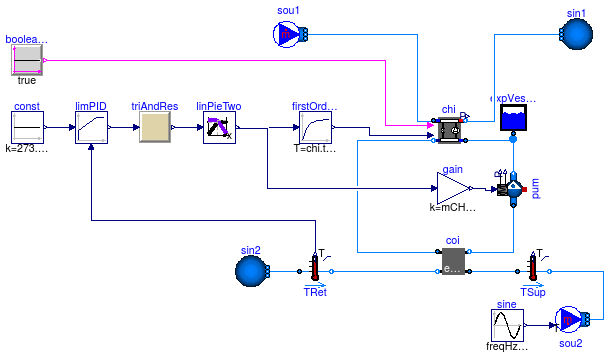 sou1
ṁ
sin1
boolea...
true
const
k=273....
limPID
triAndRes
linPieTwo
x
firstOrd...
T=chi.t...
chi
P
xpVes...
gain
k=mCH...
P
pum
sin2
T
TRet
coi
e...
T
TSup
sine
freqHz...
ṁ
sou2